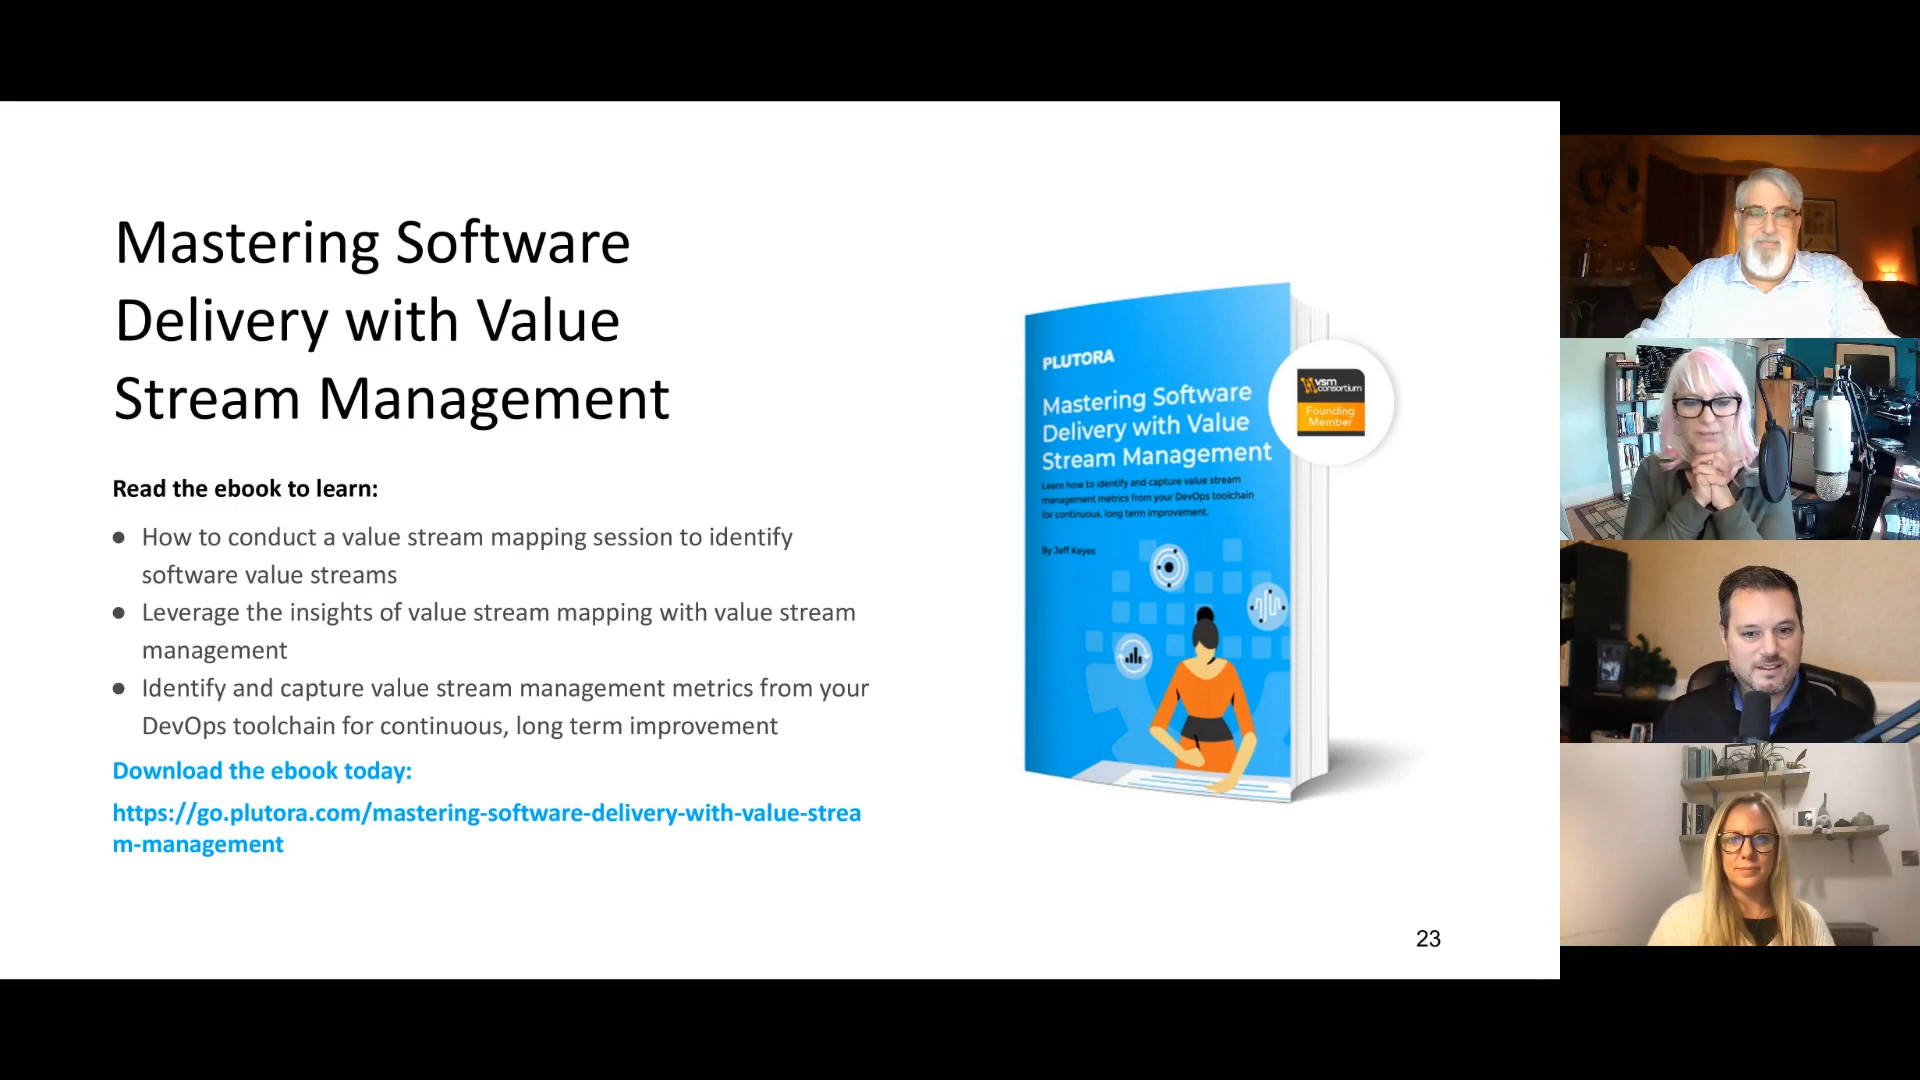 Mastering Software
Delivery with Value
Stream Management
Read the ebook to learn:
● How to conduct a value stream mapping session to identify
software value streams
● Leverage the insights of value stream mapping with value stream
management
● Identify and capture value stream management metrics from your
DevOps toolchain for continuous, long term improvement
Download the ebook today:
https://go.plutora.com/mastering-software-delivery-with-value-strea
m-management
PLUTORA
Mastering Software
Delivery with Value
Stream Management
Learn how to identify and capture value stream
management metrics from your DevOps toolchain
for continuous, long term improvement.
By Jeff Keyes
vsm
consortium
Founding
Member
23